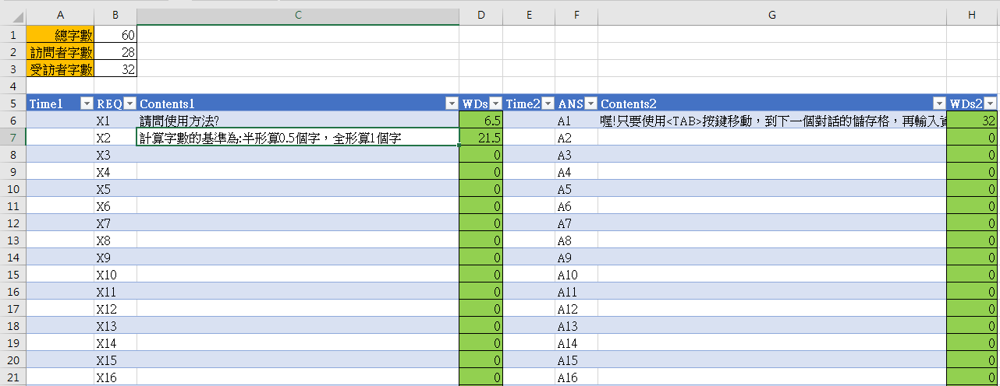 A B C D E F G H
1 總字數 60
2 訪問者字數 28
3 受訪者字數 32
4
5 Time1 REQ Contents1 WDs Time2 ANS Contents2 WDs2
6 X1 請問使用方法? 6.5 A1 喔!只要使用<TAB>按鍵移動，到下一個對話的儲存格，再輸入資 32
7 X2 計算字數的基準為:半形算0.5個字，全形算1個字 21.5 A2 0
8 X3 0 A3 0
9 X4 0 A4 0
10 X5 0 A5 0
11 X6 0 A6 0
12 X7 0 A7 0
13 X8 0 A8 0
14 X9 0 A9 0
15 X10 0 A10 0
16 X11 0 A11 0
17 X12 0 A12 0
18 X13 0 A13 0
19 X14 0 A14 0
20 X15 0 A15 0
21 X16 0 A16 0